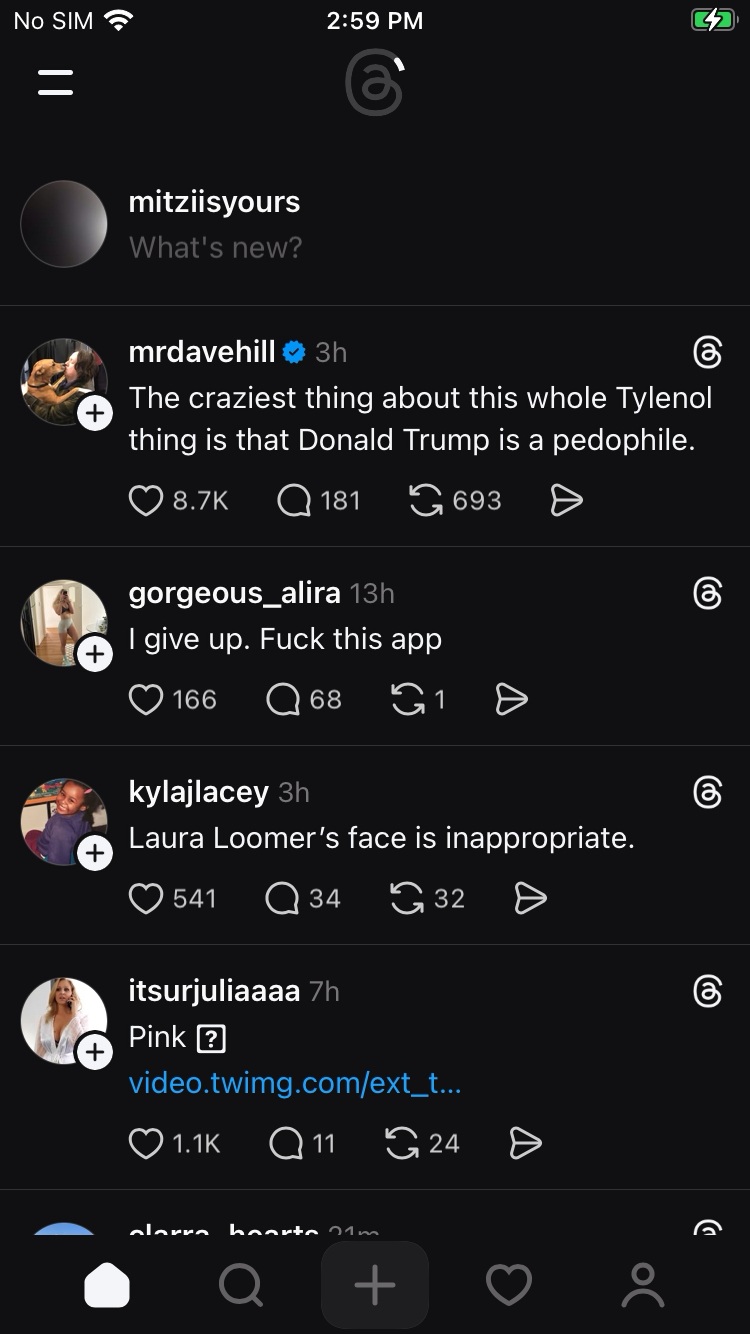 No SIM 2:59 PM
mitziisyours
What's new?
mrdavehill 3h
The craziest thing about this whole Tylenol
thing is that Donald Trump is a pedophile.
8.7K 181 693
gorgeous_alira 13h
I give up. Fuck this app
166 68 1
kylajlacey 3h
Laura Loomer’s face is inappropriate.
541 34 32
itsurjuliaaaa 7h
Pink ⍰
video.twimg.com/ext_t...
1.1K 11 24
21m